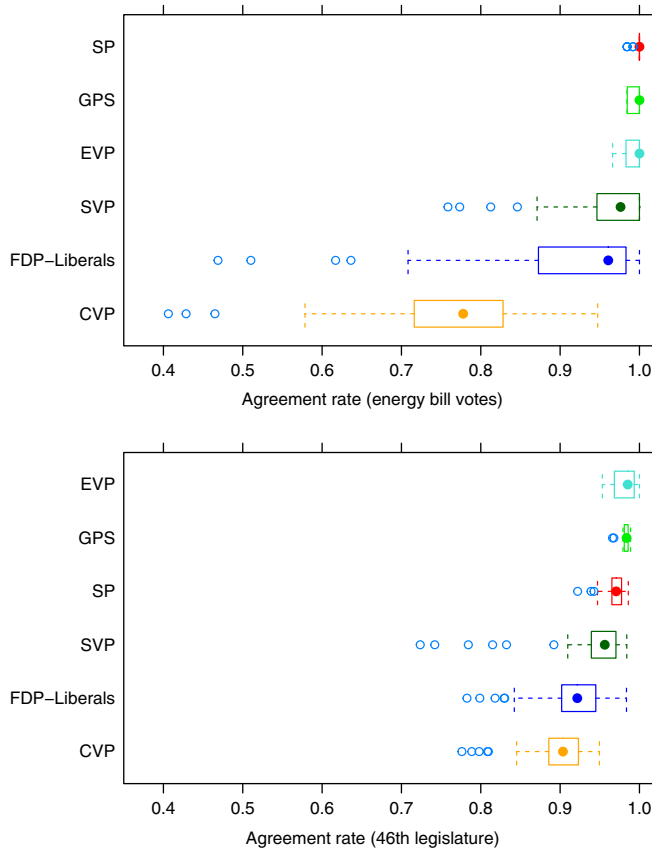 SP
GPS
EVP
SVP
FDP–Liberals
CVP
0.4 0.5 0.6 0.7 0.8 0.9 1.0
Agreement rate (energy bill votes)
EVP
GPS
SP
SVP
FDP–Liberals
CVP
0.4 0.5 0.6 0.7 0.8 0.9 1.0
Agreement rate (46th legislature)